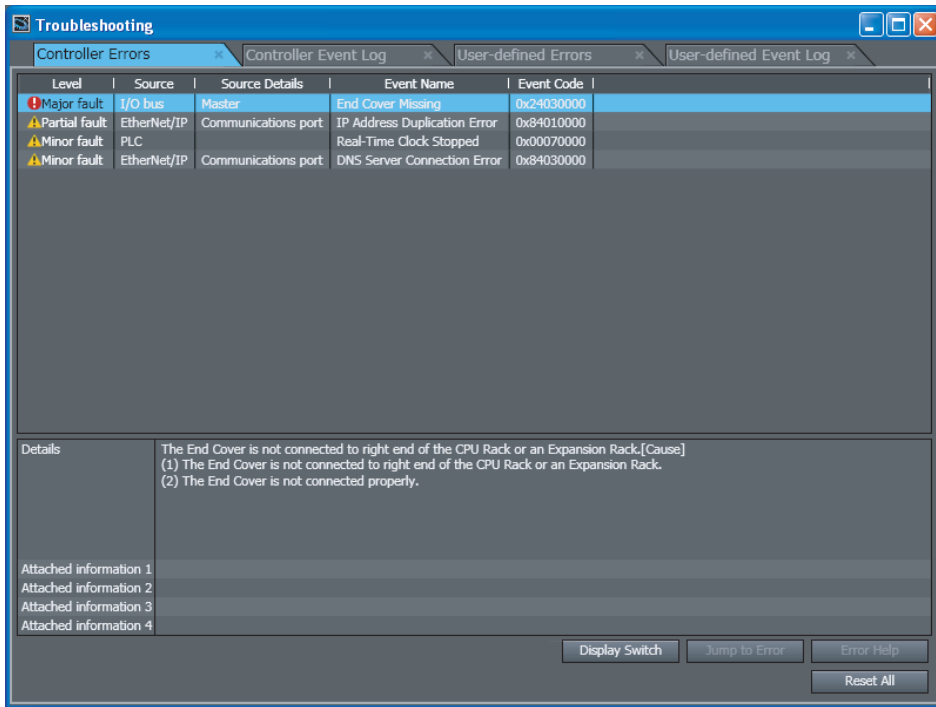 Troubleshooting
Controller Errors × Controller Event Log × User-defined Errors × User-defined Event Log ×
Level Source Source Details Event Name Event Code
Major fault I/O bus Master End Cover Missing 0x24030000
Partial fault EtherNet/IP Communications port IP Address Duplication Error 0x84010000
Minor fault PLC Real-Time Clock Stopped 0x00070000
Minor fault EtherNet/IP Communications port DNS Server Connection Error 0x84030000
Details The End Cover is not connected to right end of the CPU Rack or an Expansion Rack.[Cause]
(1) The End Cover is not connected to right end of the CPU Rack or an Expansion Rack.
(2) The End Cover is not connected properly.
Attached information 1
Attached information 2
Attached information 3
Attached information 4
Display Switch Jump to Error Error Help
Reset All